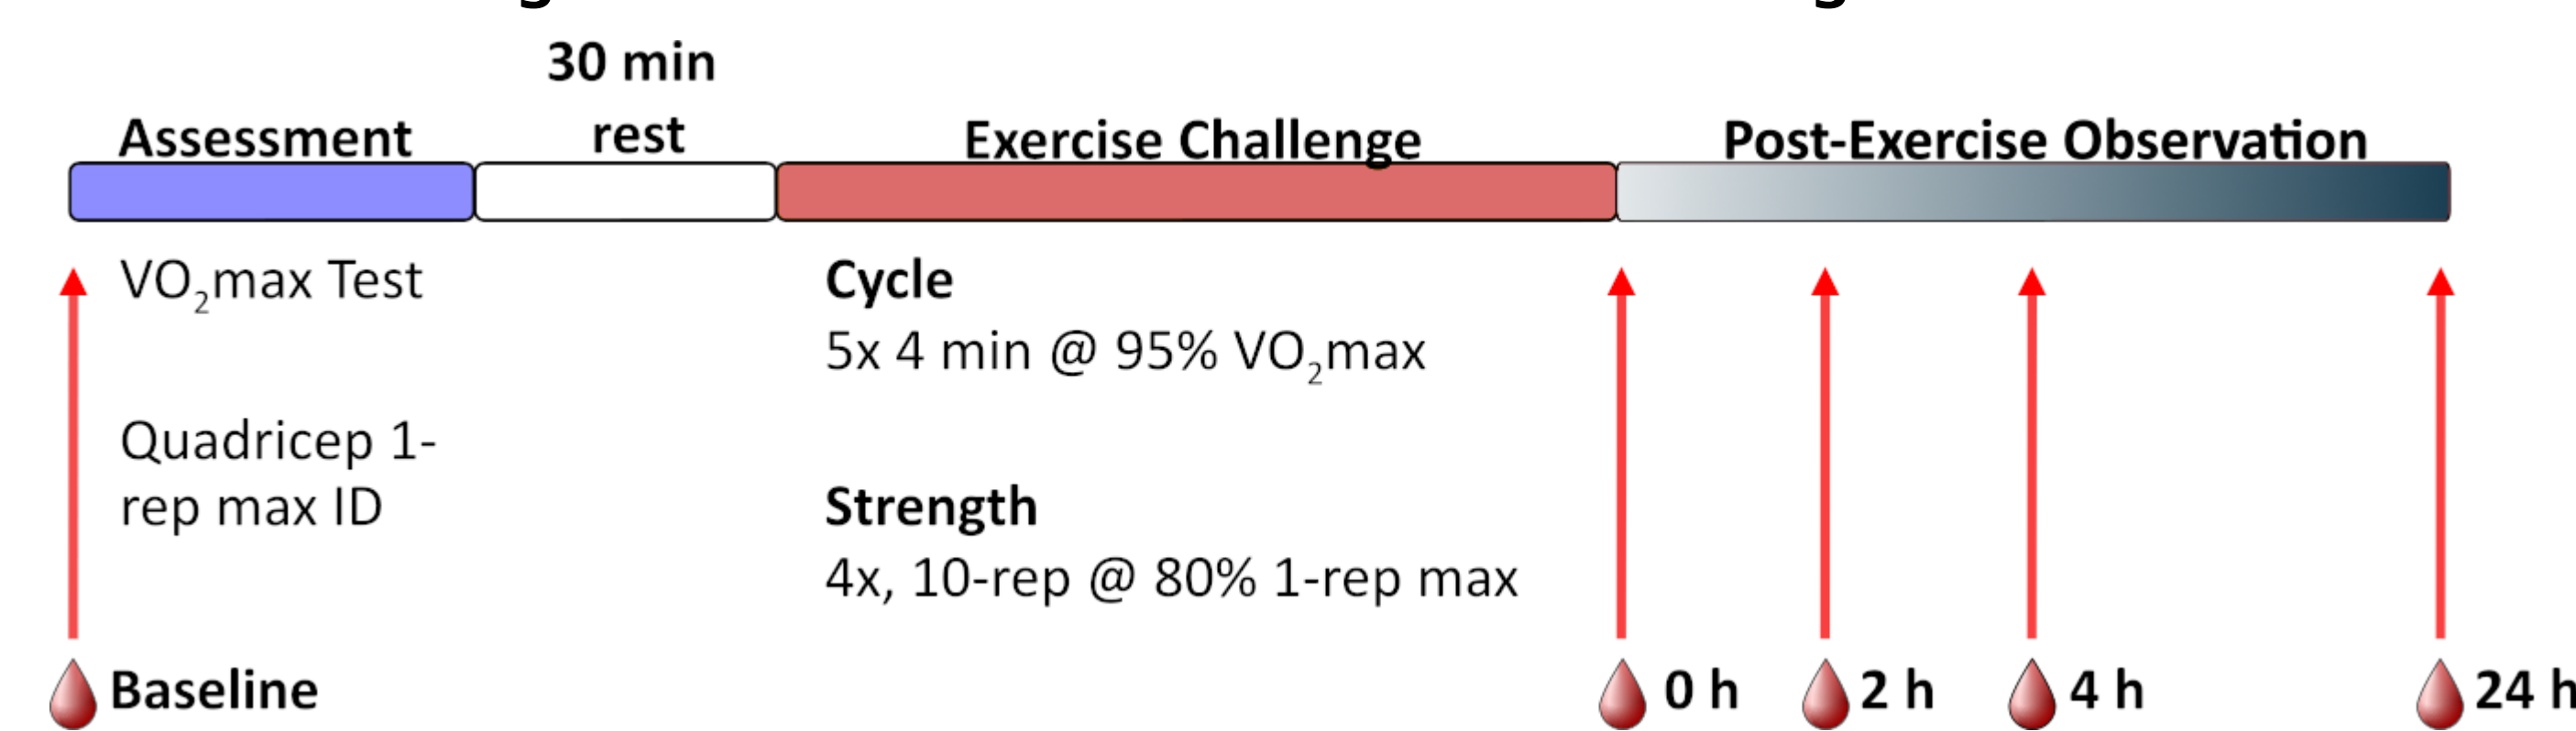 30 min
rest
Assessment
Exercise Challenge
Post-Exercise Observation
VO₂max Test
Quadricep 1-
rep max ID
Cycle
5x 4 min @ 95% VO₂max
Strength
4x, 10-rep @ 80% 1-rep max
Baseline
0 h
2 h
4 h
24 h